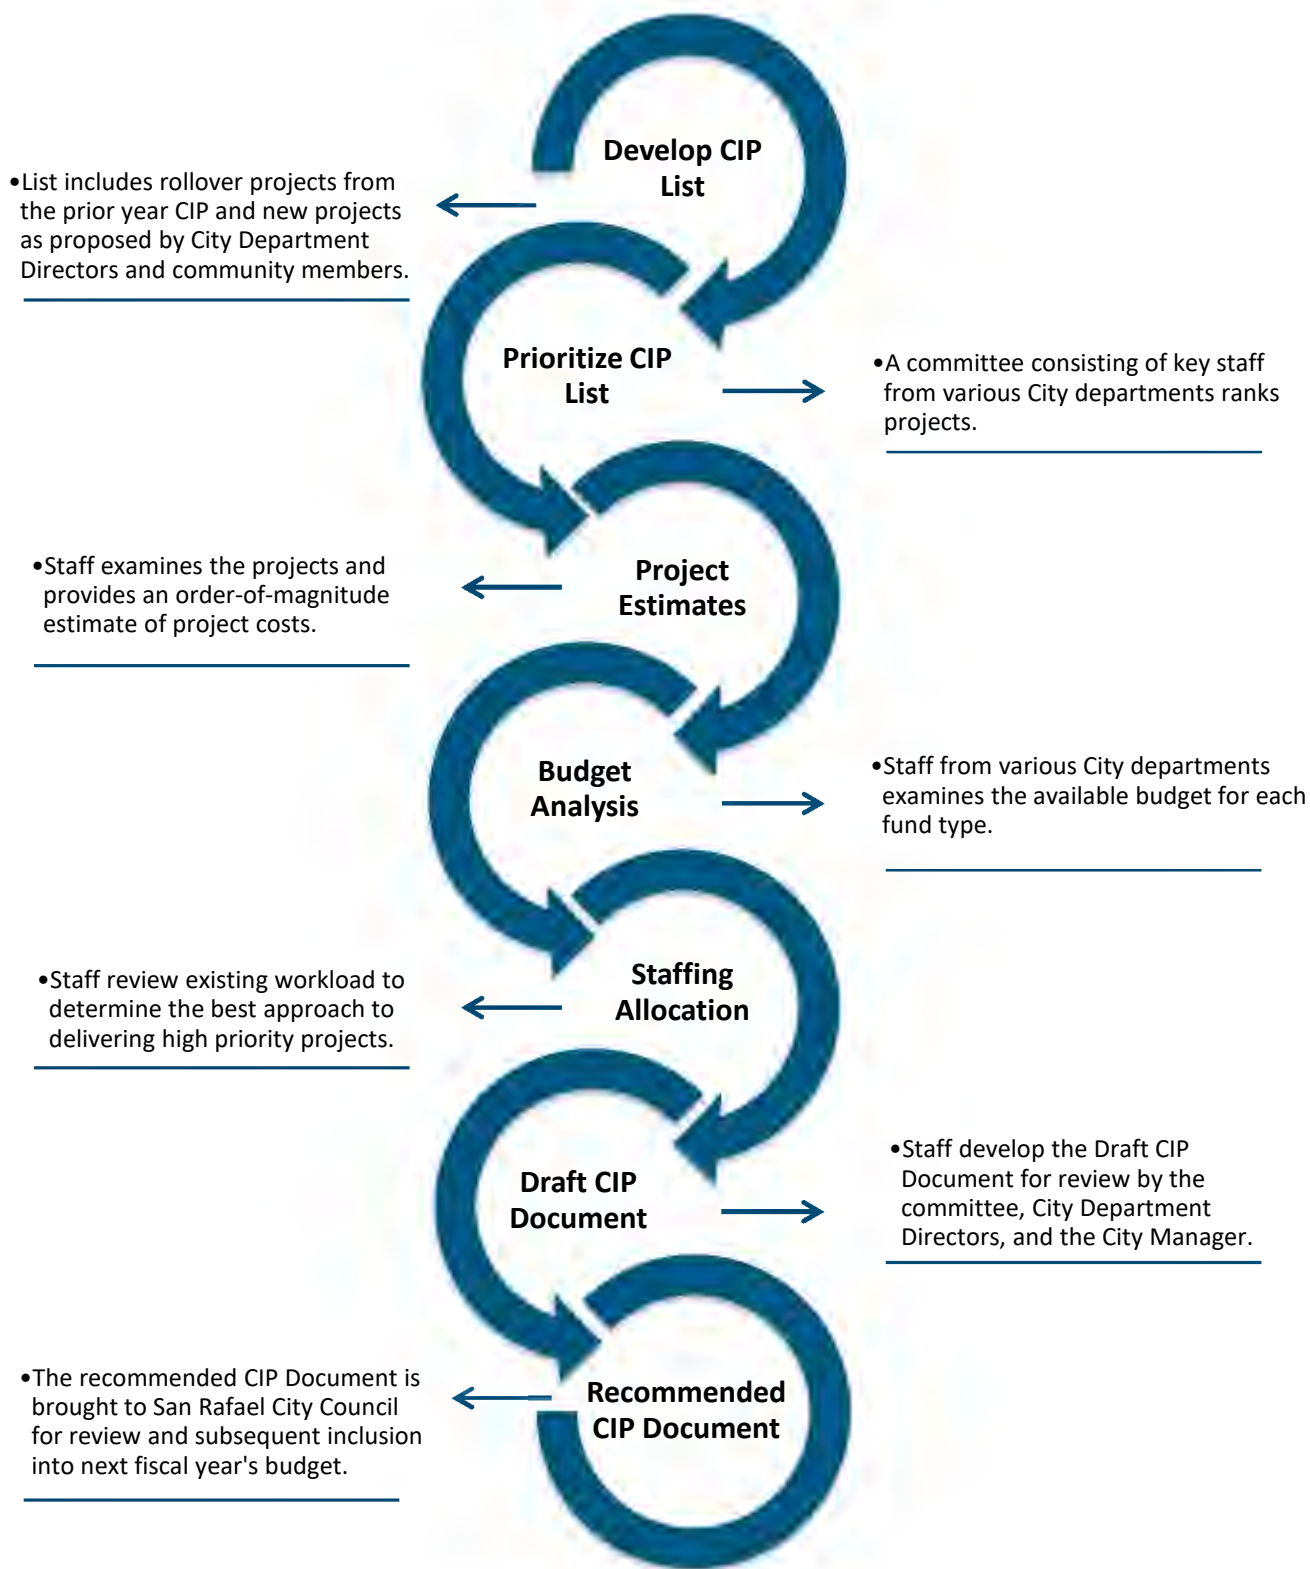 Develop CIP
List
•List includes rollover projects from
the prior year CIP and new projects
as proposed by City Department
Directors and community members.
Prioritize CIP
List
•A committee consisting of key staff
from various City departments ranks
projects.
Project
Estimates
•Staff examines the projects and
provides an order-of-magnitude
estimate of project costs.
Budget
Analysis
•Staff from various City departments
examines the available budget for each
fund type.
Staffing
Allocation
•Staff review existing workload to
determine the best approach to
delivering high priority projects.
Draft CIP
Document
•Staff develop the Draft CIP
Document for review by the
committee, City Department
Directors, and the City Manager.
Recommended
CIP Document
•The recommended CIP Document is
brought to San Rafael City Council
for review and subsequent inclusion
into next fiscal year's budget.